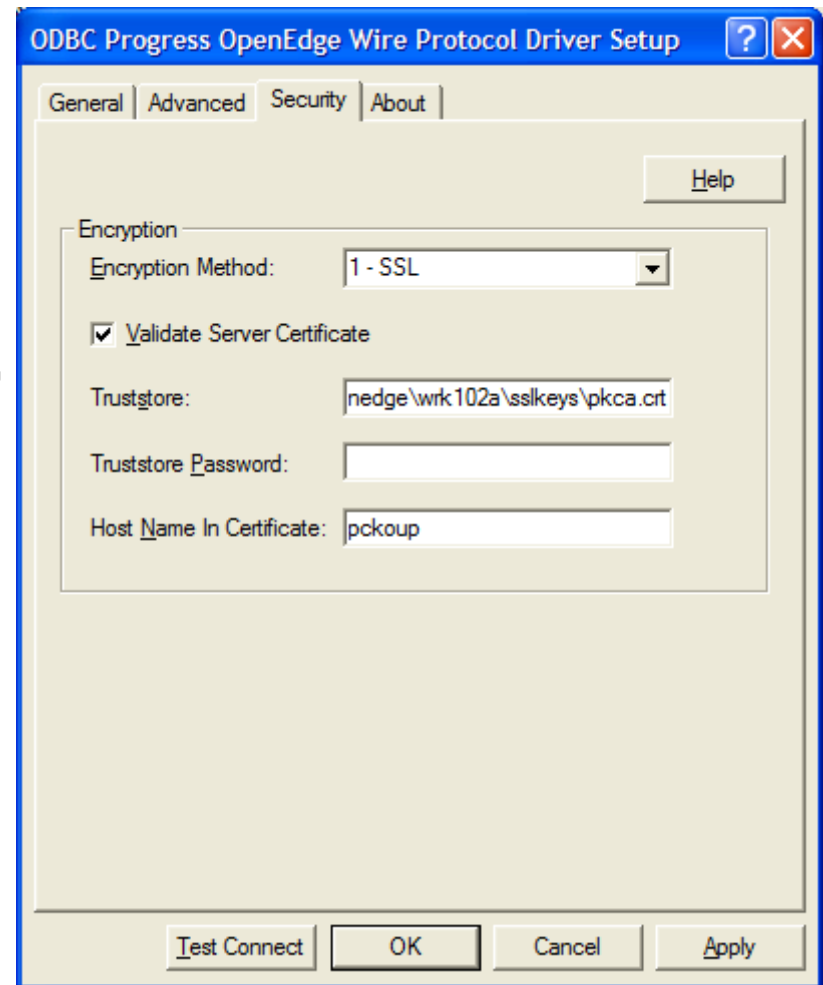 ODBC Progress OpenEdge Wire Protocol Driver Setup
General Advanced Security About
Help
Encryption
Encryption Method: 1 - SSL
Validate Server Certificate
Truststore: nedge\wrk102a\sslkeys\pkca.crt
Truststore Password:
Host Name In Certificate: pckoup
Test Connect OK Cancel Apply